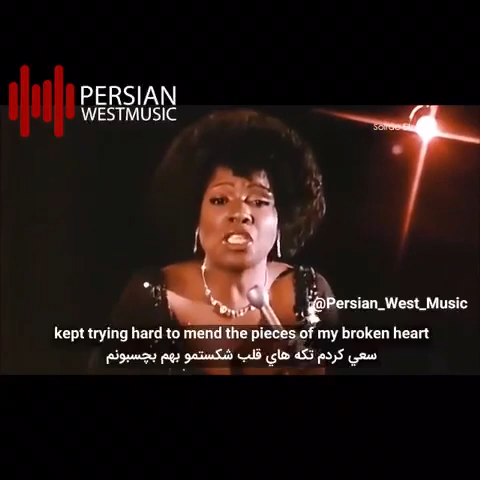 PERSIAN
WESTMUSIC
@Persian_West_Music
kept trying hard to mend the pieces of my broken heart
سعي كردم تكه هاي قلب شكستمو بهم بچسبونم